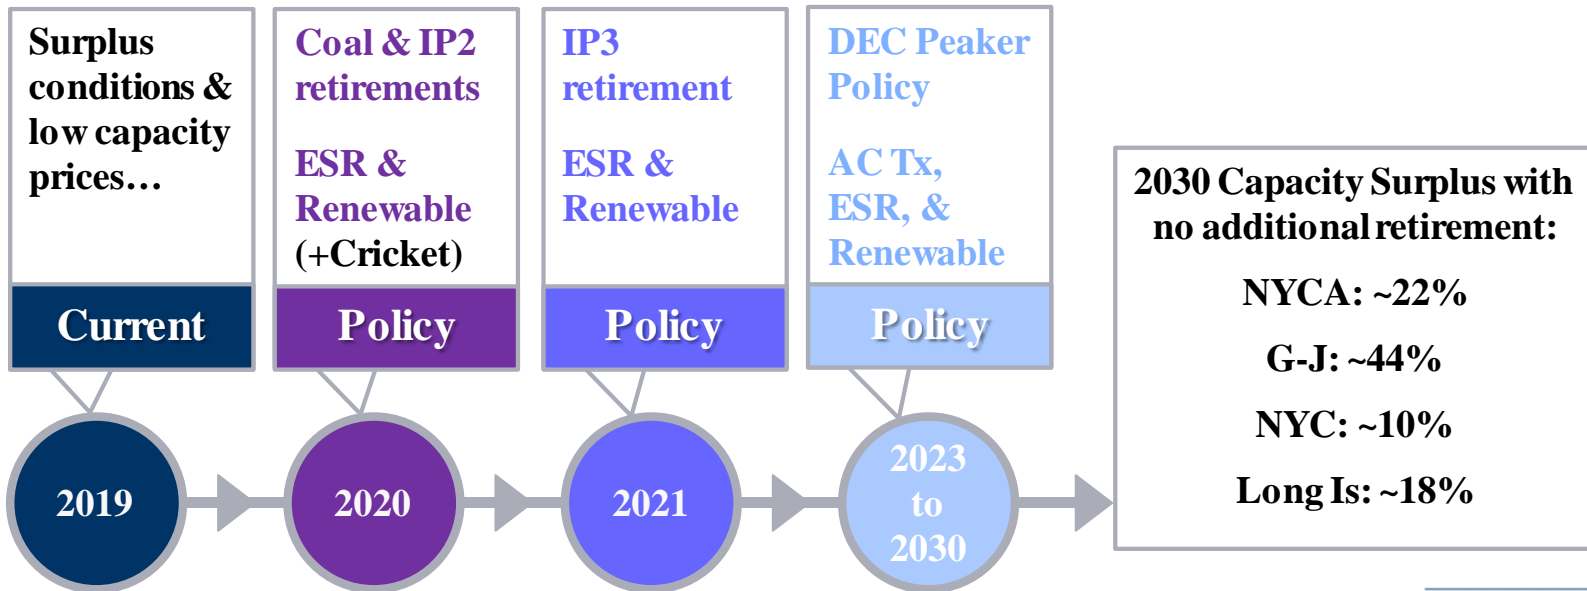 Surplus
conditions &
low capacity
prices…
Current
2019
Coal & IP2
retirements
ESR &
Renewable
(+Cricket)
Policy
2020
IP3
retirement
ESR &
Renewable
Policy
2021
DEC Peaker
Policy
AC Tx,
ESR, &
Renewable
Policy
2023
to
2030
2030 Capacity Surplus with
no additional retirement:
NYCA: ~22%
G-J: ~44%
NYC: ~10%
Long Is: ~18%